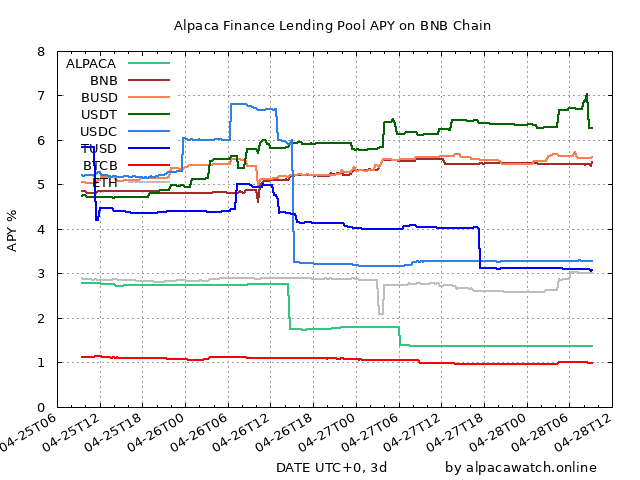 Alpaca Finance Lending Pool APY on BNB Chain
8
7
6
5
4
3
2
1
0
APY %
ALPACA
BNB
BUSD
USDT
USDC
TUSD
BTCB
ETH
04-25T06
04-25T12
04-26T00
04-26T06
04-26T12
04-26T18
04-27T00
04-27T06
04-27T12
04-27T18
04-28T00
04-28T06
04-28T12
DATE UTC+0, 3d
by alpacawatch.online